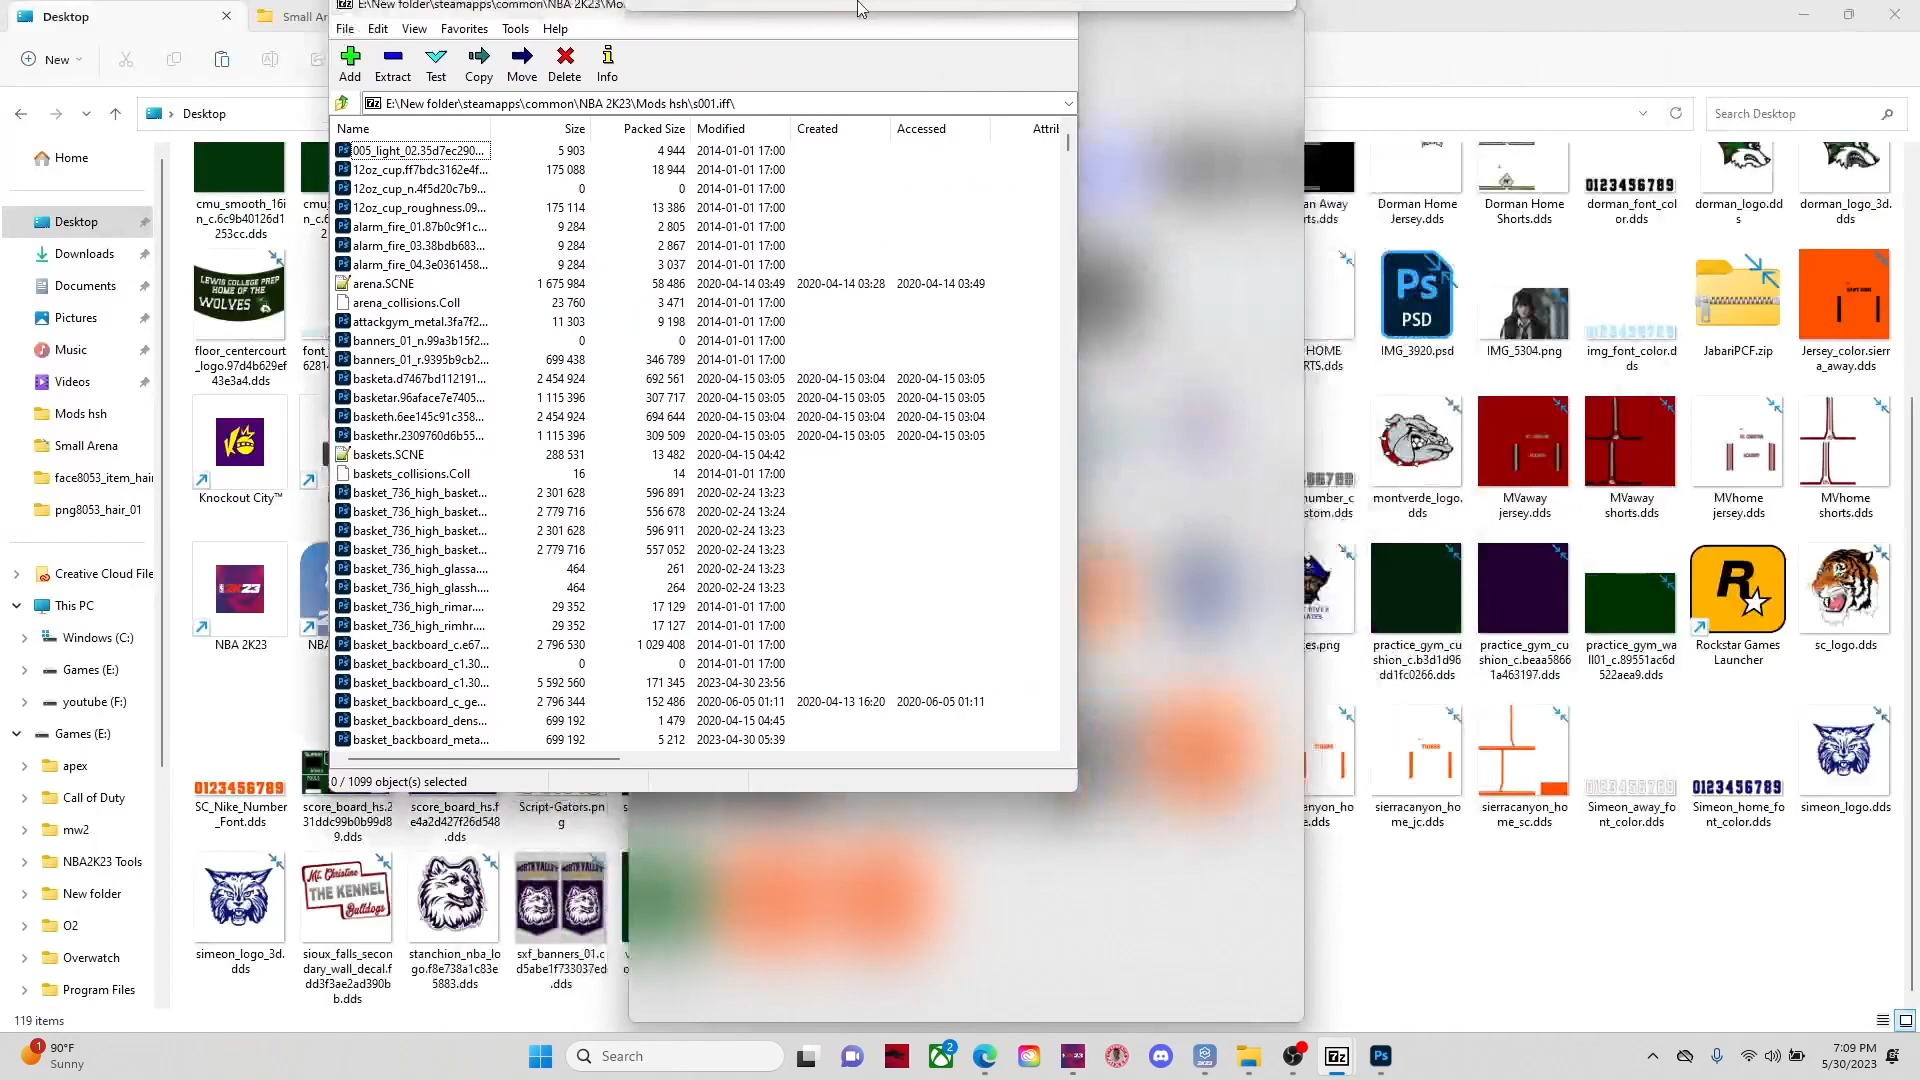 Desktop
Small Ar
E:\New folder\steamapps\common\NBA 2K23\Mo
File Edit View Favorites Tools Help
New
Add Extract Test Copy Move Delete Info
Desktop
E:\New folder\steamapps\common\NBA 2K23\Mods hsh\s001.iff\
Search Desktop
Name Size Packed Size Modified Created Accessed Attrib
005_light_02.35d7ec290... 5 903 4 944 2014-01-01 17:00
12oz_cup.ff7bdc3162e4f... 175 088 18 944 2014-01-01 17:00
12oz_cup_n.4f5d20c7b9... 0 0 2014-01-01 17:00
12oz_cup_roughness.09... 175 114 13 386 2014-01-01 17:00
alarm_fire_01.87b0c9f1c... 9 284 2 805 2014-01-01 17:00
alarm_fire_03.38bdb683... 9 284 2 867 2014-01-01 17:00
alarm_fire_04.3e0361458... 9 284 3 037 2014-01-01 17:00
arena.SCNE 1 675 984 58 486 2020-04-14 03:49 2020-04-14 03:28 2020-04-14 03:49
arena_collisions.Coll 23 760 3 471 2014-01-01 17:00
attackgym_metal.3fa7f2... 11 303 9 198 2014-01-01 17:00
banners_01_n.99a3b15f2... 0 0 2014-01-01 17:00
banners_01_r.9395b9cb2... 699 438 346 789 2014-01-01 17:00
basketa.d7467bd112191... 2 454 924 692 561 2020-04-15 03:05 2020-04-15 03:04 2020-04-15 03:05
basketar.96aface7e7405... 1 115 396 307 717 2020-04-15 03:05 2020-04-15 03:05 2020-04-15 03:05
basketh.6ee145c91c358... 2 454 924 694 644 2020-04-15 03:04 2020-04-15 03:04 2020-04-15 03:04
baskethr.2309760d6b55... 1 115 396 309 509 2020-04-15 03:05 2020-04-15 03:05 2020-04-15 03:05
baskets.SCNE 288 531 13 482 2020-04-15 04:42
baskets_collisions.Coll 16 14 2014-01-01 17:00
basket_736_high_basket... 2 301 628 596 891 2020-02-24 13:23
basket_736_high_basket... 2 779 716 556 678 2020-02-24 13:24
basket_736_high_basket... 2 301 628 596 911 2020-02-24 13:23
basket_736_high_basket... 2 779 716 557 052 2020-02-24 13:23
basket_736_high_glassa.... 464 261 2020-02-24 13:23
basket_736_high_glassh... 464 264 2020-02-24 13:23
basket_736_high_rimar.... 29 352 17 129 2014-01-01 17:00
basket_736_high_rimhr.... 29 352 17 127 2014-01-01 17:00
basket_backboard_c.e67... 2 796 530 1 029 408 2014-01-01 17:00
basket_backboard_c1.30... 0 0 2014-01-01 17:00
basket_backboard_c1.30... 5 592 560 171 345 2023-04-30 23:56
basket_backboard_c_ge... 2 796 344 152 486 2020-06-05 01:11 2020-04-13 16:20 2020-06-05 01:11
basket_backboard_dens... 699 192 1 479 2020-04-15 04:45
basket_backboard_meta... 699 192 5 212 2023-04-30 05:39
0 / 1099 object(s) selected
Home
Desktop
Downloads
Documents
Pictures
Music
Videos
Mods hsh
Small Arena
face8053_item_hair
png8053_hair_01
Creative Cloud File
This PC
Windows (C:)
Games (E:)
youtube (F:)
Games (E:)
apex
Call of Duty
mw2
NBA2K23 Tools
New folder
O2
Overwatch
Program Files
119 items
cmu_smooth_16i
n_c.6c9b40126d1
253cc.dds
LEWIS COLLEGE PREP
HOME OF THE
WOLVES
floor_centercourt
_logo.97d4b629ef
43e3a4.dds
font_
6281
Knockout City™
NBA 2K23
NB
0123456789
SC_Nike_Number_
Font.dds
score_board_hs.2
31ddc99b0b99d8
9.dds
score_board_hs.f
e4a2d427f26d548
.dds
Script-Gators.pn
g
Mt. Christine
THE KENNEL
Bulldogs
NORTH VALLEY
simeon_logo_3d.
dds
sioux_falls_secon
dary_wall_decal.f
dd3f3ae2ad390b
b.dds
stanchion_nba_lo
go.f8e738a1c83e
5883.dds
sxf_banners_01.c
d5abe1f733037ed
.dds
an Away
rts.dds
Dorman Home
Jersey.dds
Dorman Home
Shorts.dds
0123456789
dorman_font_col
or.dds
dorman_logo.dd
s
dorman_logo_3d.
dds
HOME
RTS.dds
Ps
PSD
IMG_3920.psd
IMG_5304.png
0123456789
img_font_color.d
ds
JabariPCF.zip
Jersey_color.sierr
a_away.dds
number_c
stom.dds
montverde_logo.
dds
MVaway
jersey.dds
MVaway
shorts.dds
MVhome
jersey.dds
MVhome
shorts.dds
es.png
practice_gym_cu
shion_c.b3d1d96
dd1fc0266.dds
practice_gym_cu
shion_c.beaa5866
1a463197.dds
practice_gym_wa
ll01_c.89551ac6d
522aea9.dds
Rockstar Games
Launcher
sc_logo.dds
anyon_ho
e.dds
sierracanyon_ho
me_jc.dds
sierracanyon_ho
me_sc.dds
0123456789
Simeon_away_fo
nt_color.dds
0123456789
Simeon_home_fo
nt_color.dds
simeon_logo.dds
1
90°F
Sunny
Search
2
7z
Ps
7:09 PM
5/30/2023